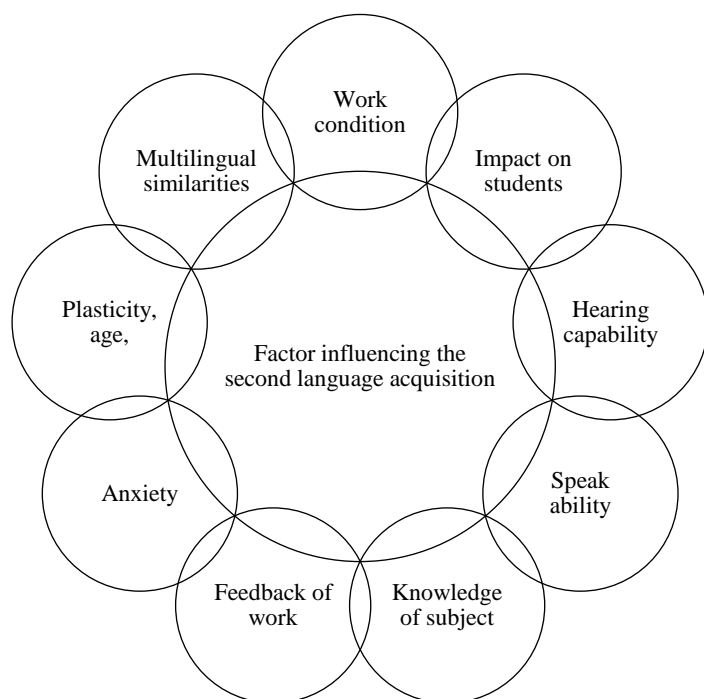 Work
condition
Multilingual
similarities
Impact on
students
Plasticity,
age,
Hearing
capability
Factor influencing the
second language acquisition
Anxiety
Speak
ability
Feedback of
work
Knowledge
of subject